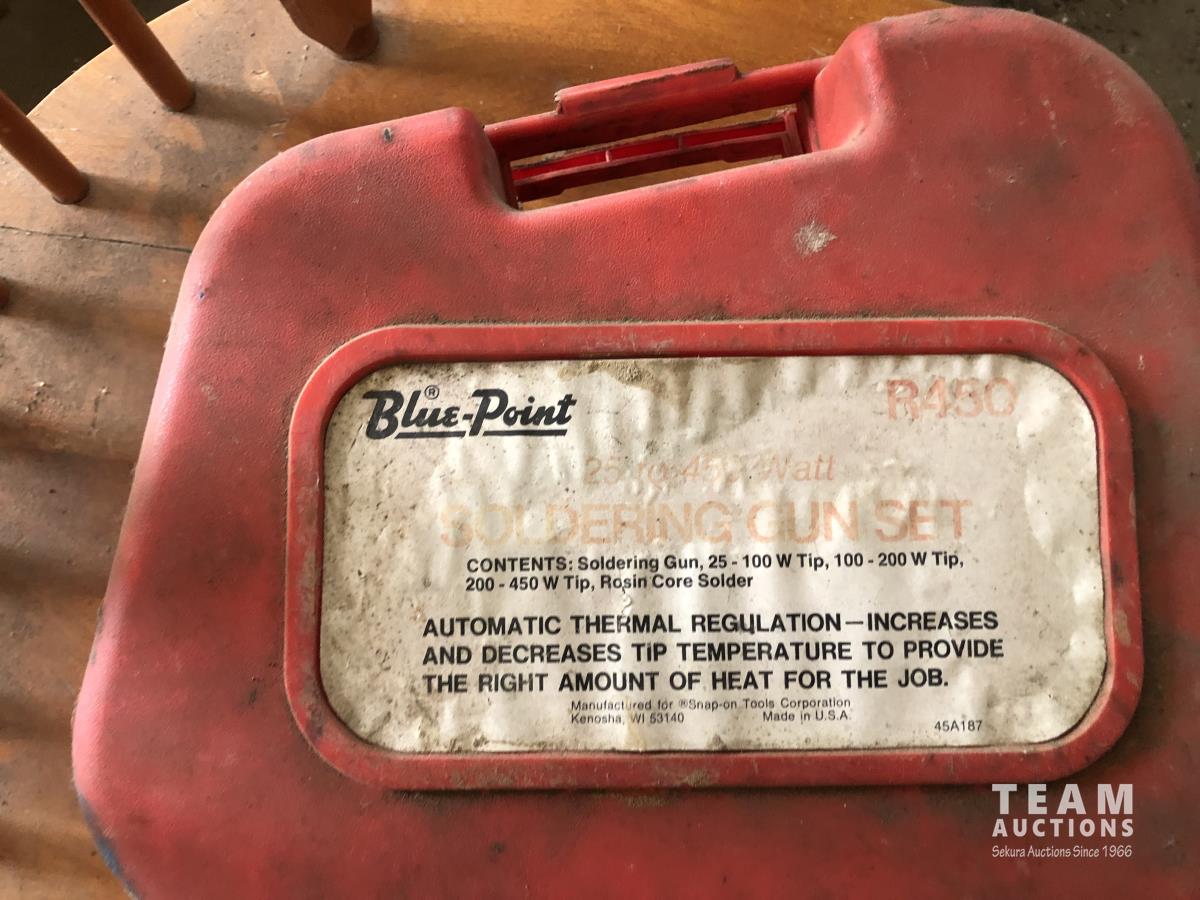 Blue-Point®
R450
25 to 450 Watt
SOLDERING GUN SET
CONTENTS: Soldering Gun, 25 - 100 W Tip, 100 - 200 W Tip,
200 - 450 W Tip, Rosin Core Solder
AUTOMATIC THERMAL REGULATION—INCREASES
AND DECREASES TIP TEMPERATURE TO PROVIDE
THE RIGHT AMOUNT OF HEAT FOR THE JOB.
Manufactured for ®Snap-on Tools Corporation
Kenosha, WI 53140 Made in U.S.A.
45A187
TEAM
AUCTIONS
Sekura Auctions Since 1966